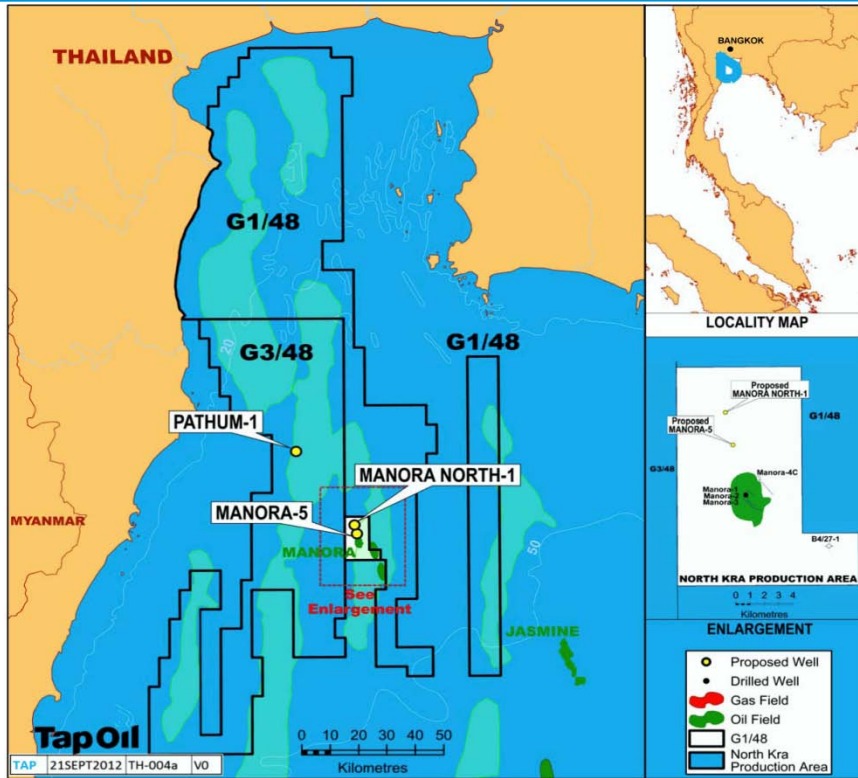 THAILAND
G1/48
G3/48
G1/48
20
PATHUM-1
MANORA NORTH-1
MANORA-5
MANORA
See
Enlargement
50
JASMINE
MYANMAR
Tap Oil
0 10 20 30 40 50
Kilometres
TAP 21SEPT2012 TH-004a V0
BANGKOK
LOCALITY MAP
Proposed
MANORA NORTH-1
Proposed
MANORA-5
G1/48
G3/48
Manora-4C
Manora-1
Manora-2
Manora-3
B4/27-1
NORTH KRA PRODUCTION AREA
0 1 2 3 4
Kilometres
ENLARGEMENT
Proposed Well
Drilled Well
Gas Field
Oil Field
G1/48
North Kra
Production Area